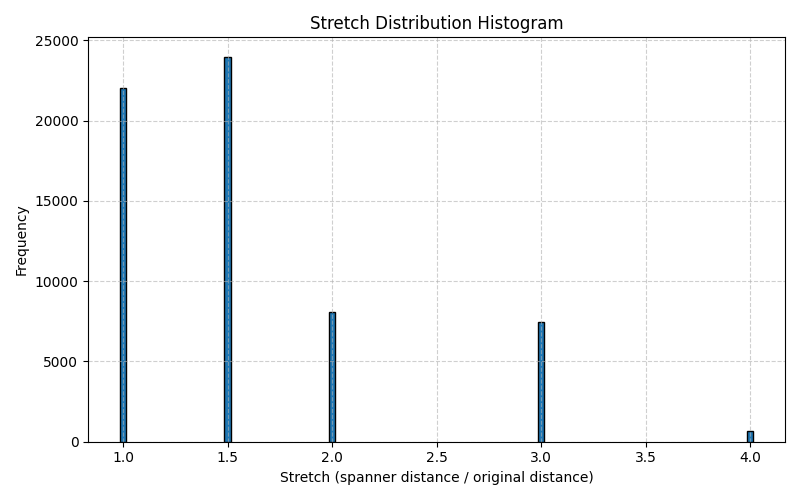 Stretch Distribution Histogram
25000
20000
15000
10000
5000
0
Frequency
1.0 1.5 2.0 2.5 3.0 3.5 4.0
Stretch (spanner distance / original distance)